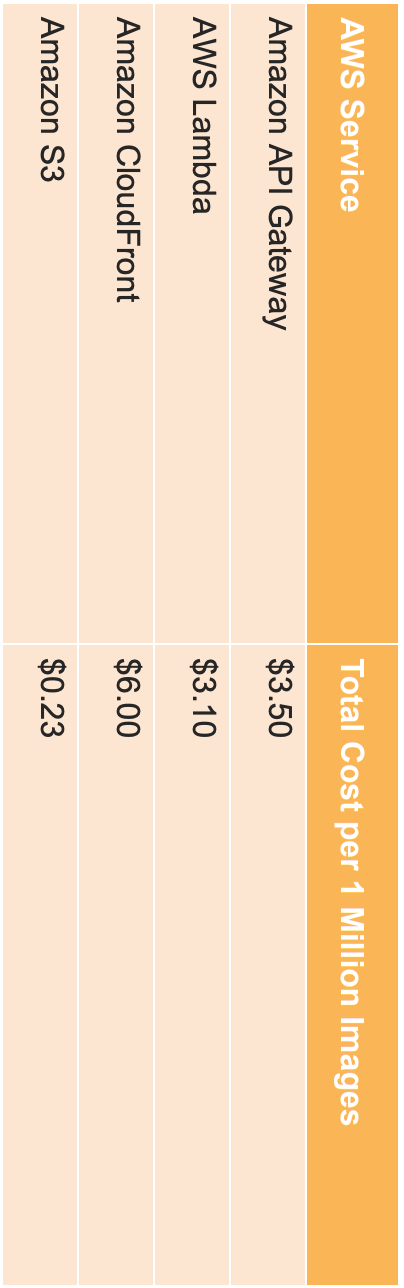 AWS Service Total Cost per 1 Million Images
Amazon API Gateway $3.50
AWS Lambda $3.10
Amazon CloudFront $6.00
Amazon S3 $0.23